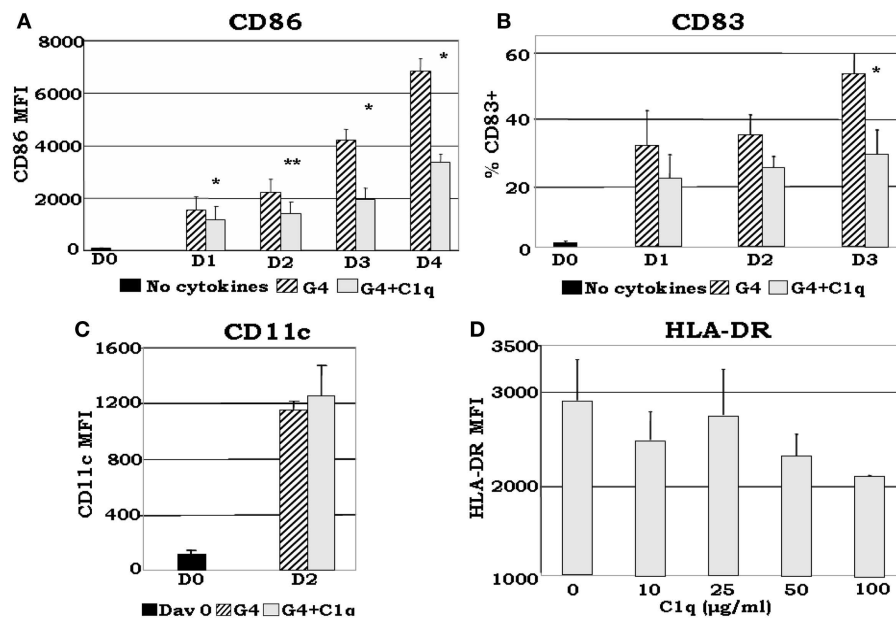 A CD86
CD86 MFI
8000
6000
4000
2000
0
* ** * *
D0 D1 D2 D3 D4
No cytokines G4 G4+C1q
B CD83
% CD83+
60
40
20
0
*
D0 D1 D2 D3
No cytokines G4 G4+C1q
C CD11c
CD11c MFI
1600
1200
800
400
0
D0 D2
Day 0 G4 G4+C1q
D HLA-DR
HLA-DR MFI
3500
3000
2000
1000
0 10 25 50 100
C1q (µg/ml)